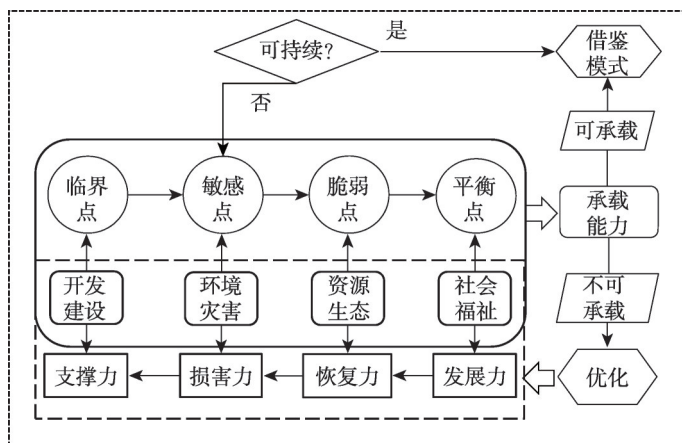 可持续?
是
借鉴
模式
否
可承载
临界
点
敏感
点
脆弱
点
平衡
点
承载
能力
开发
建设
环境
灾害
资源
生态
社会
福祉
不可
承载
支撑力
损害力
恢复力
发展力
优化